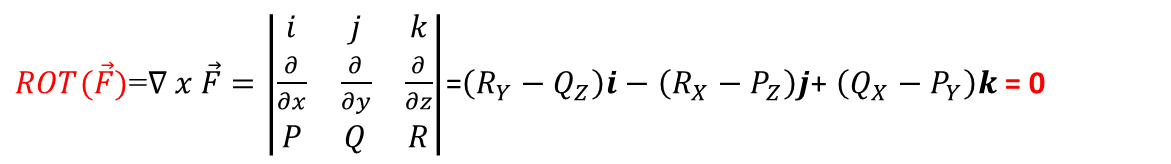 i j k
ROT(F⃗)=∇ x F⃗ = | ∂/∂x ∂/∂y ∂/∂z | =(R_Y − Q_Z)i − (R_X − P_Z)j+ (Q_X − P_Y)k = 0
P Q R